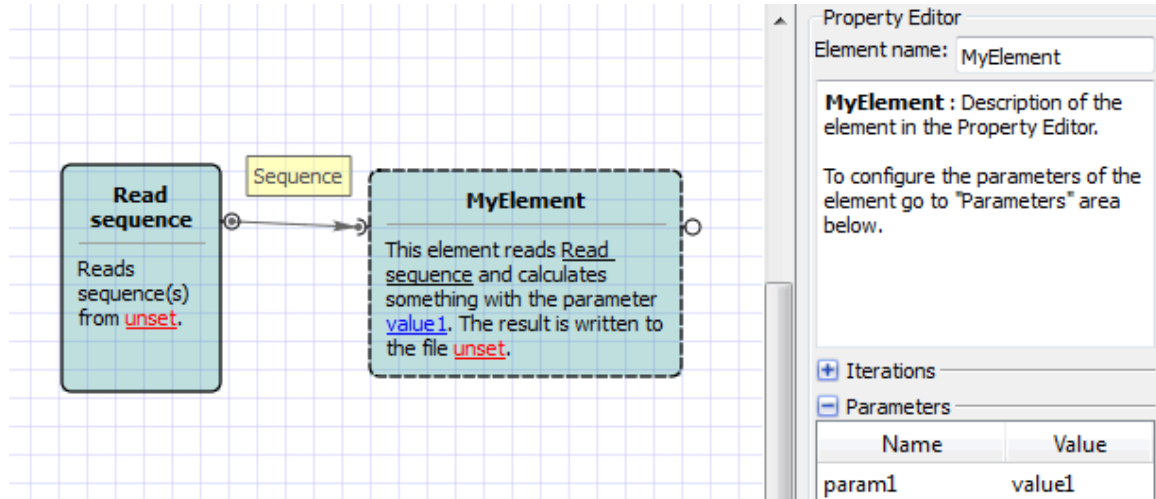 Read
sequence
Reads
sequence(s)
from unset.
Sequence
MyElement
This element reads Read
sequence and calculates
something with the parameter
value1. The result is written to
the file unset.
Property Editor
Element name: MyElement
MyElement : Description of the
element in the Property Editor.
To configure the parameters of the
element go to "Parameters" area
below.
Iterations
Parameters
Name Value
param1 value1